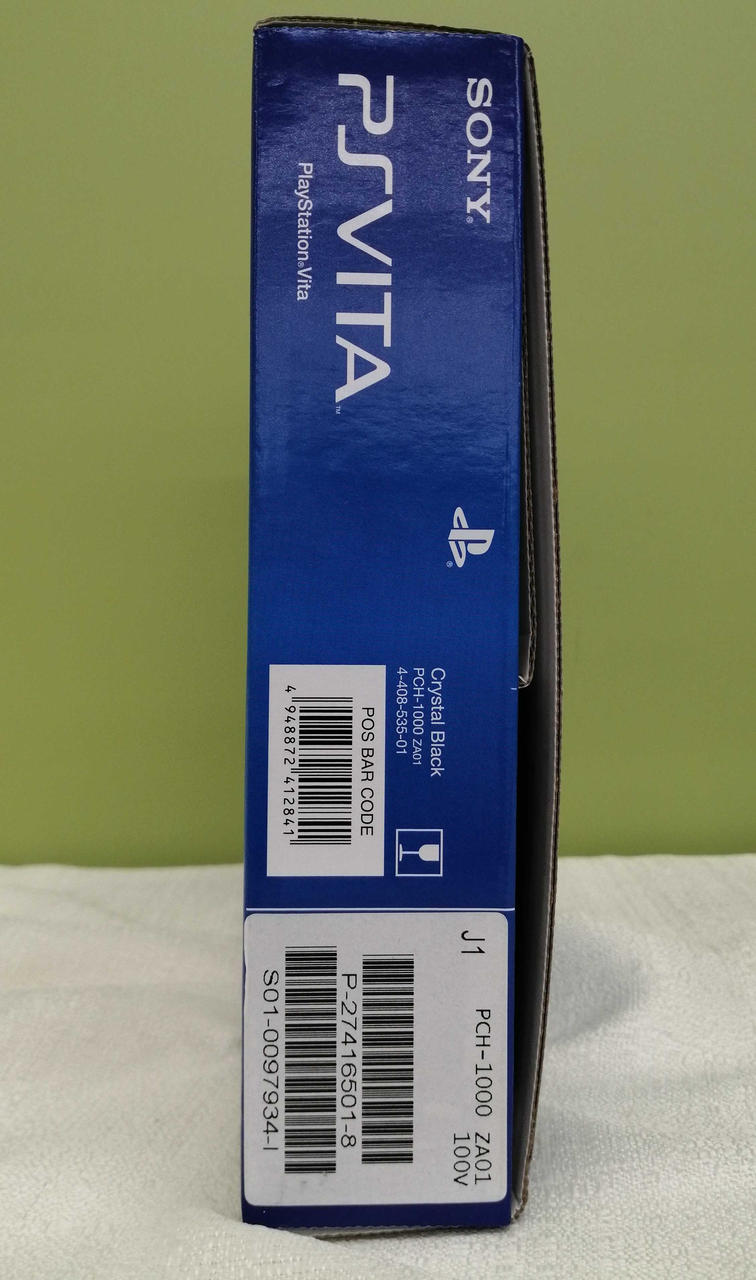 SONY®
PSVITA™
PlayStation®Vita
Crystal Black
PCH-1000 ZA01
4-408-535-01
POS BAR CODE
4 948872 412841
J1
PCH-1000 ZA01
100V
P-27416501-8
S01-0097934-I